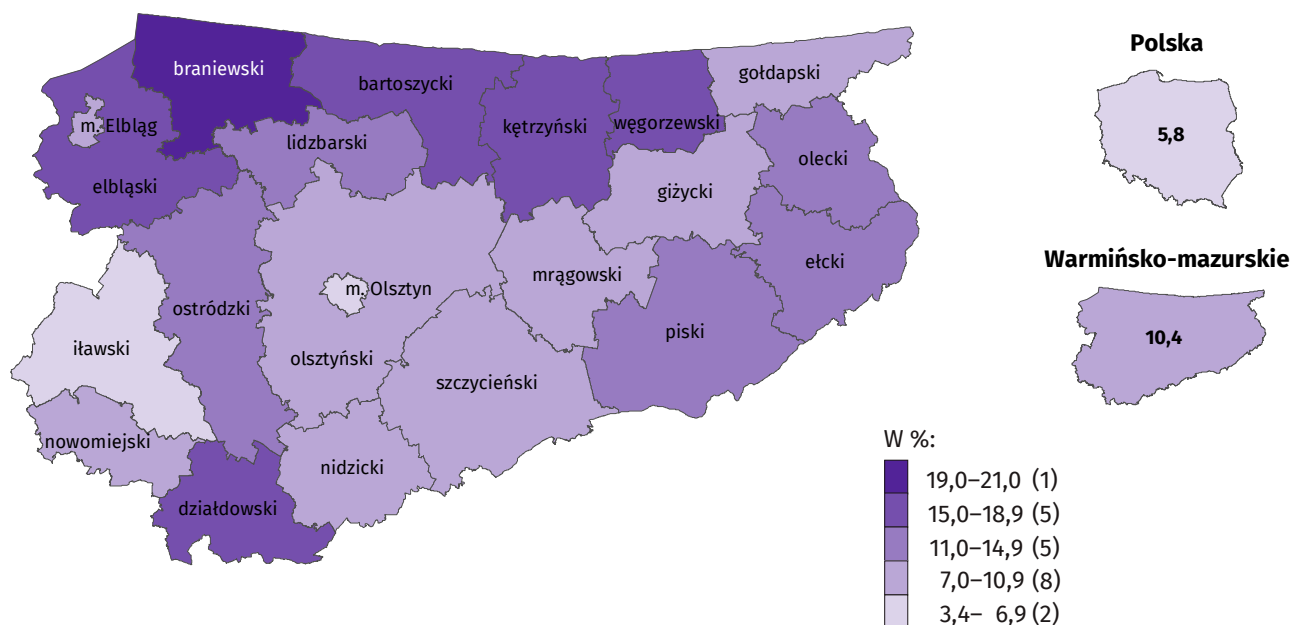 braniewski
bartoszycki
gołdapski
m. Elbląg
kętrzyński
węgorzewski
lidzbarski
olecki
elbląski
giżycki
ełcki
mrągowski
m. Olsztyn
ostródzki
piski
iławski
olsztyński
szczycieński
nowomiejski
nidzicki
działdowski
Polska
5,8
Warmińsko-mazurskie
10,4
W %:
19,0–21,0 (1)
15,0–18,9 (5)
11,0–14,9 (5)
7,0–10,9 (8)
3,4– 6,9 (2)